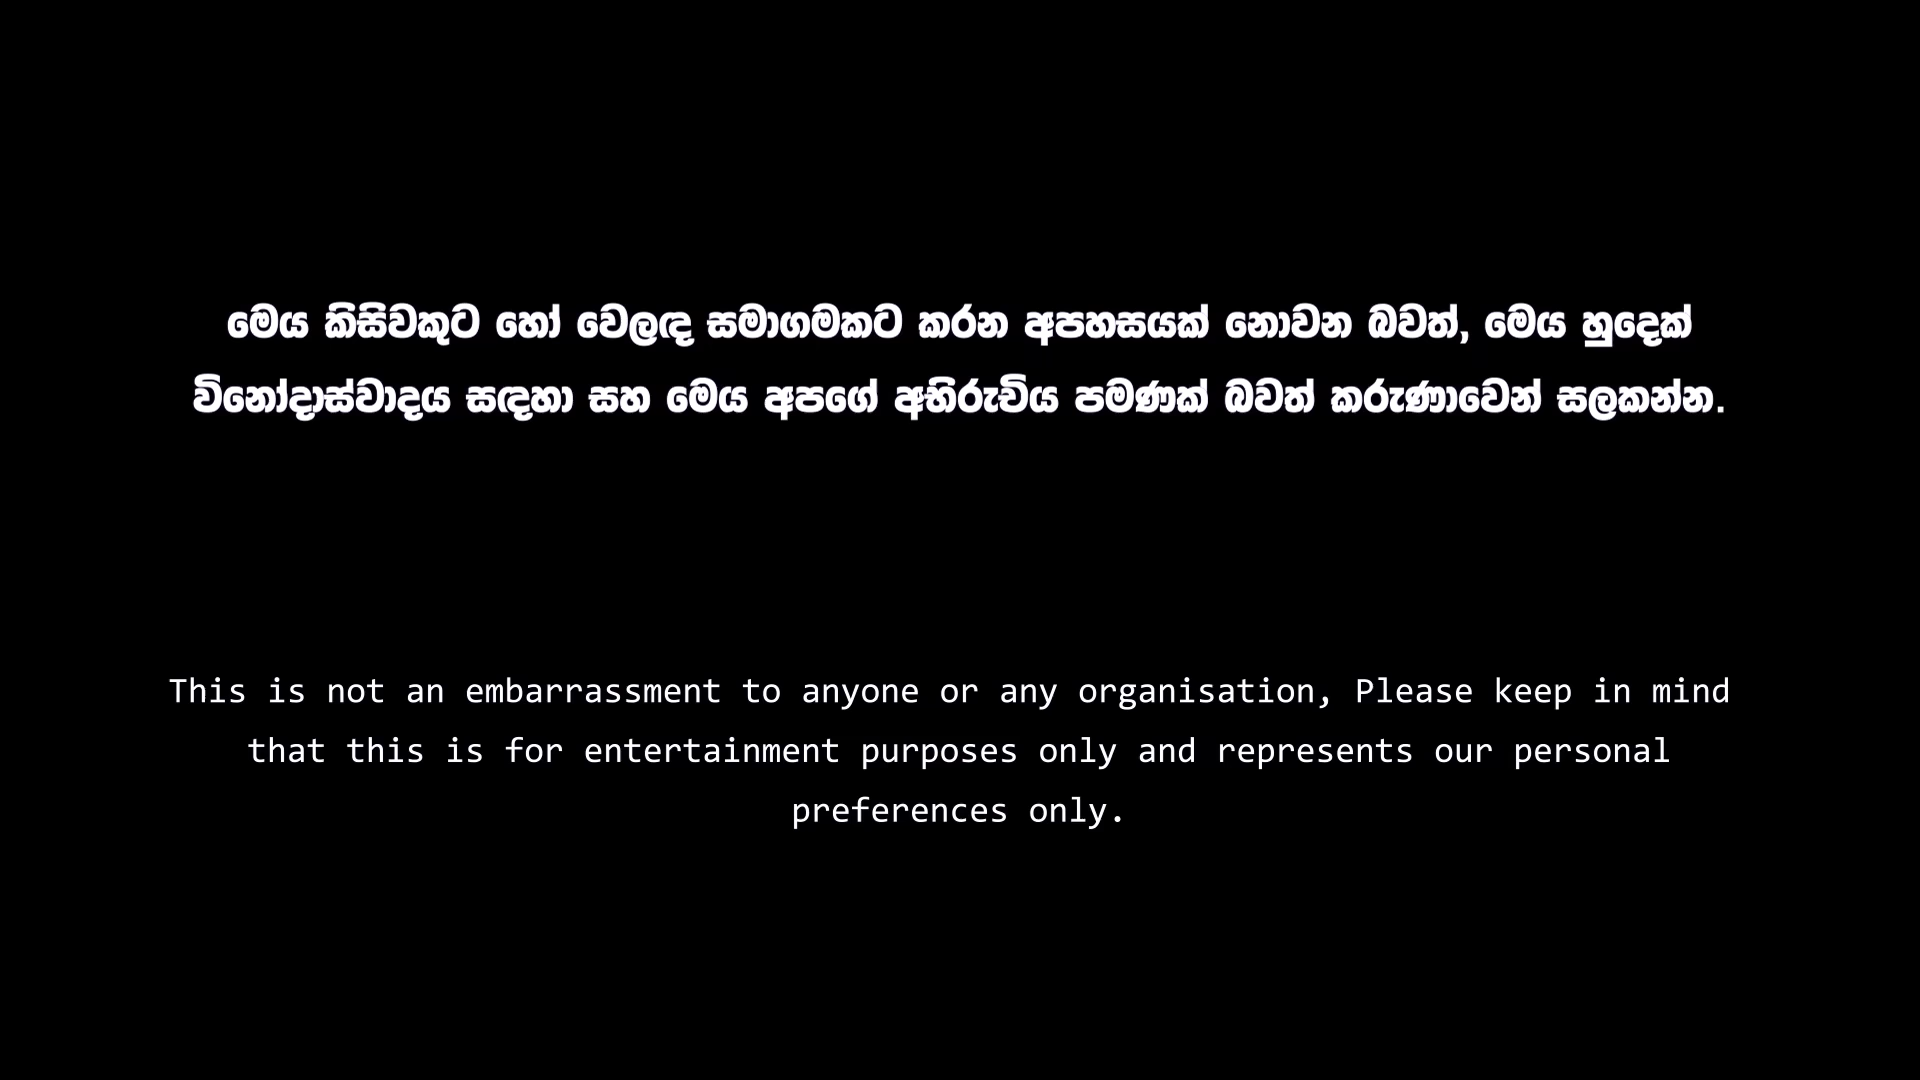 මෙය කිසිවකුට හෝ වෙලඳ සමාගමකට කරන අපහසයක් නොවන බවත්, මෙය හුදෙක්
විනෝදාස්වාදය සඳහා සහ මෙය අපගේ අභිරුචිය පමණක් බවත් කරුණාවෙන් සලකන්න.
This is not an embarrassment to anyone or any organisation, Please keep in mind
that this is for entertainment purposes only and represents our personal
preferences only.